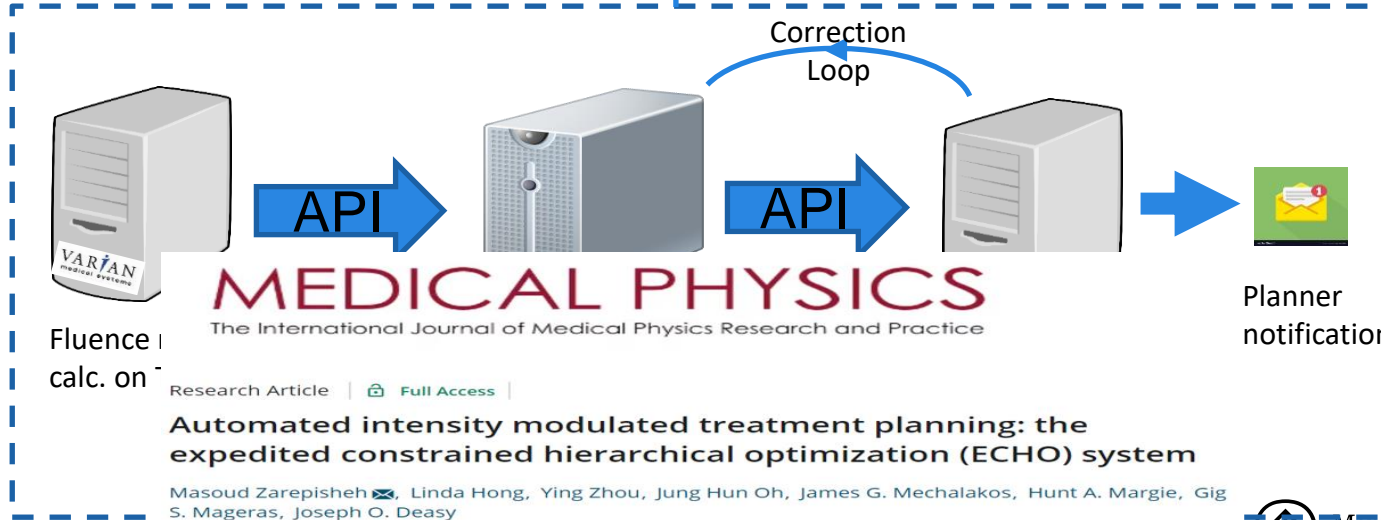 Correction
Loop
API
API
VARIAN
medical systems
MEDICAL PHYSICS
The International Journal of Medical Physics Research and Practice
Planner
notification
Fluence
calc. on
Research Article | Full Access |
Automated intensity modulated treatment planning: the
expedited constrained hierarchical optimization (ECHO) system
Masoud Zarepisheh, Linda Hong, Ying Zhou, Jung Hun Oh, James G. Mechalakos, Hunt A. Margie, Gig
S. Mageras, Joseph O. Deasy